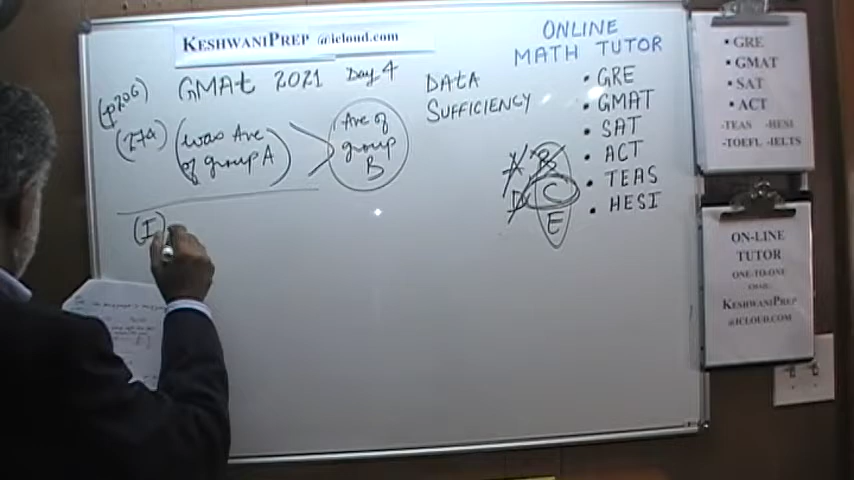 KESHWANIPREP @icloud.com
GMAt 2021 Day 4
(p206)
(274) (was Ave of group A) > Ave of group B
DATA
SUFFICIENCY
ONLINE
MATH TUTOR
• GRE
• GMAT
• SAT
• ACT
• TEAS
• HESI
A B
D C
E
(I)
• GRE
• GMAT
• SAT
• ACT
-TEAS -HESI
-TOEFL -IELTS
ON-LINE
TUTOR
ONE-TO-ONE
EMAIL:
KESHWANIPREP
@ICLOUD.COM